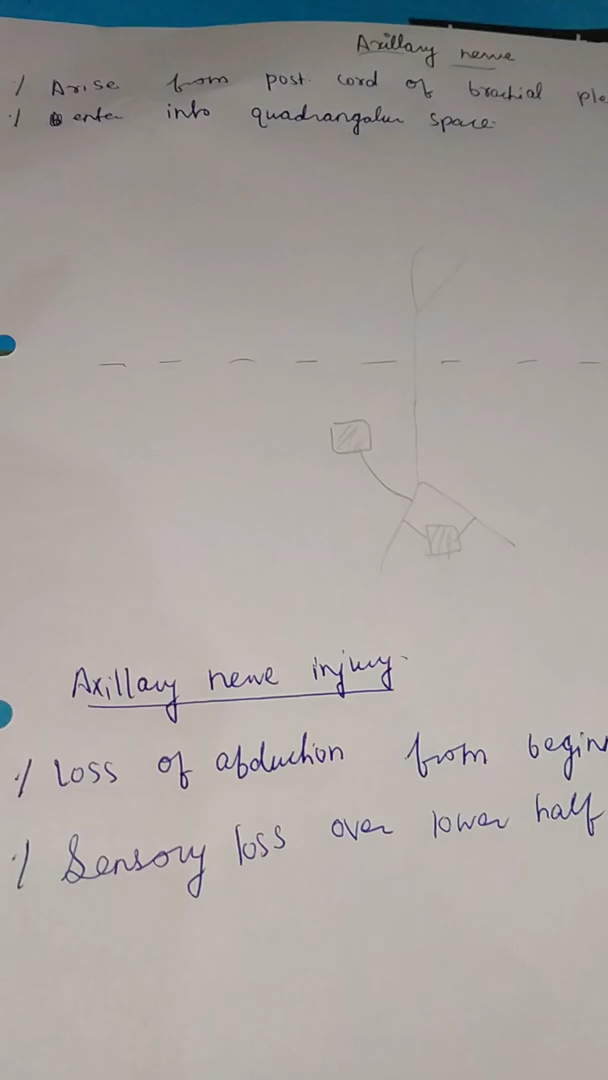 Axillary nerve
Arise from post. cord of brachial ple
enter into quadrangular space.
Axillary nerve injury.
Loss of abduction from beginn
Sensory loss over lower half